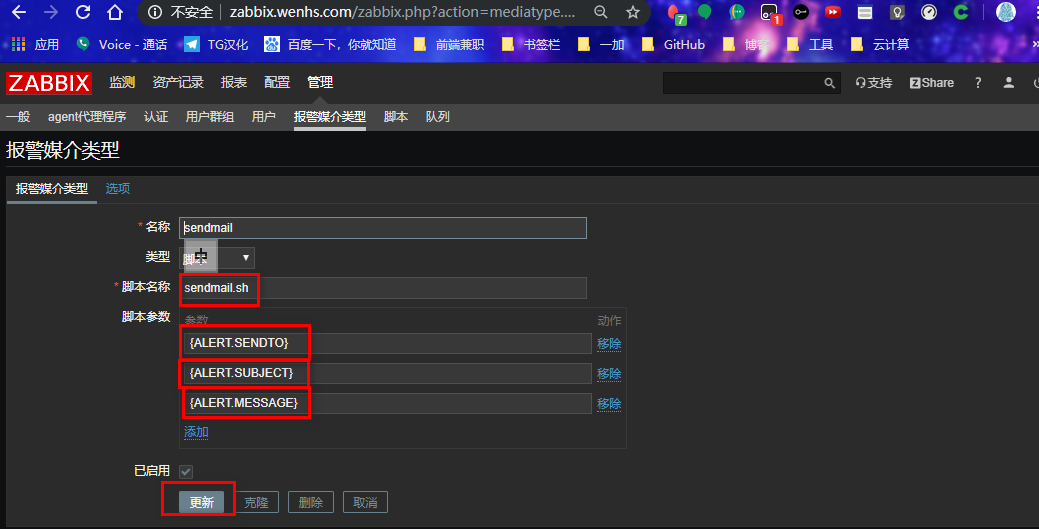 不安全 zabbix.wenhs.com/zabbix.php?action=mediatype....
7 1
应用 Voice - 通话 TG汉化 百度一下，你就知道 前端兼职 书签栏 一加 GitHub 博客 工具 云计算 »
ZABBIX 监测 资产记录 报表 配置 管理 支持 Z Share ?
一般 agent代理程序 认证 用户群组 用户 报警媒介类型 脚本 队列
报警媒介类型
报警媒介类型 选项
* 名称 sendmail
类型 脚本
* 脚本名称 sendmail.sh
脚本参数 参数 动作
{ALERT.SENDTO} 移除
{ALERT.SUBJECT} 移除
{ALERT.MESSAGE} 移除
添加
已启用
更新 克隆 删除 取消